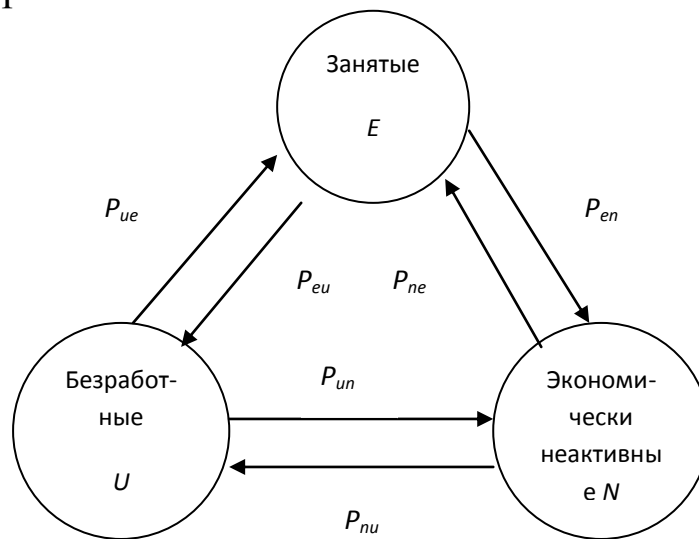 Занятые
E
P_ue
P_en
P_eu
P_ne
Безработ-
ные
U
P_un
Экономи-
чески
неактивны
е N
P_nu